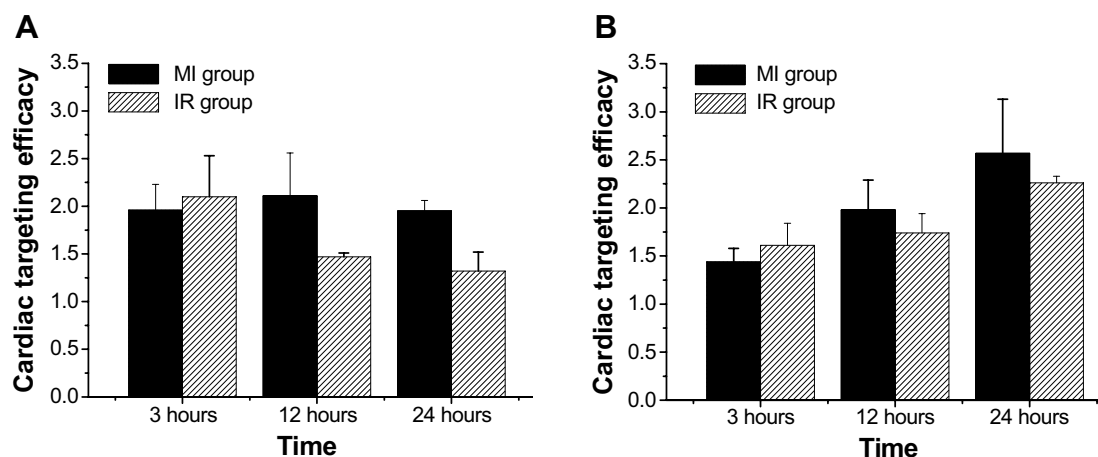 A
Cardiac targeting efficacy
3.5
3.0
2.5
2.0
1.5
1.0
0.5
0.0
MI group
IR group
3 hours
12 hours
24 hours
Time
B
Cardiac targeting efficacy
3.5
3.0
2.5
2.0
1.5
1.0
0.5
0.0
MI group
IR group
3 hours
12 hours
24 hours
Time